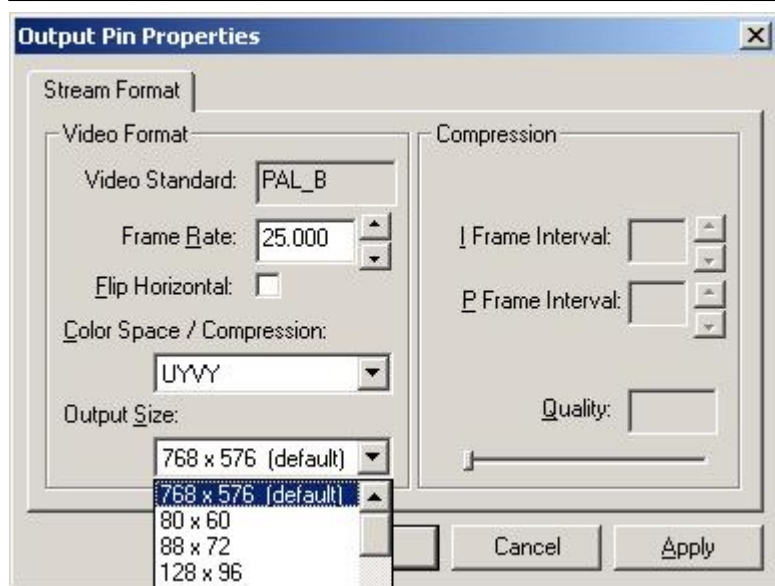 Output Pin Properties
Stream Format
Video Format
Video Standard: PAL_B
Frame Rate: 25.000
Flip Horizontal:
Color Space / Compression:
UYVY
Output Size:
768 x 576 (default)
768 x 576 (default)
80 x 60
88 x 72
128 x 96
Compression
I Frame Interval:
P Frame Interval:
Quality:
Cancel
Apply